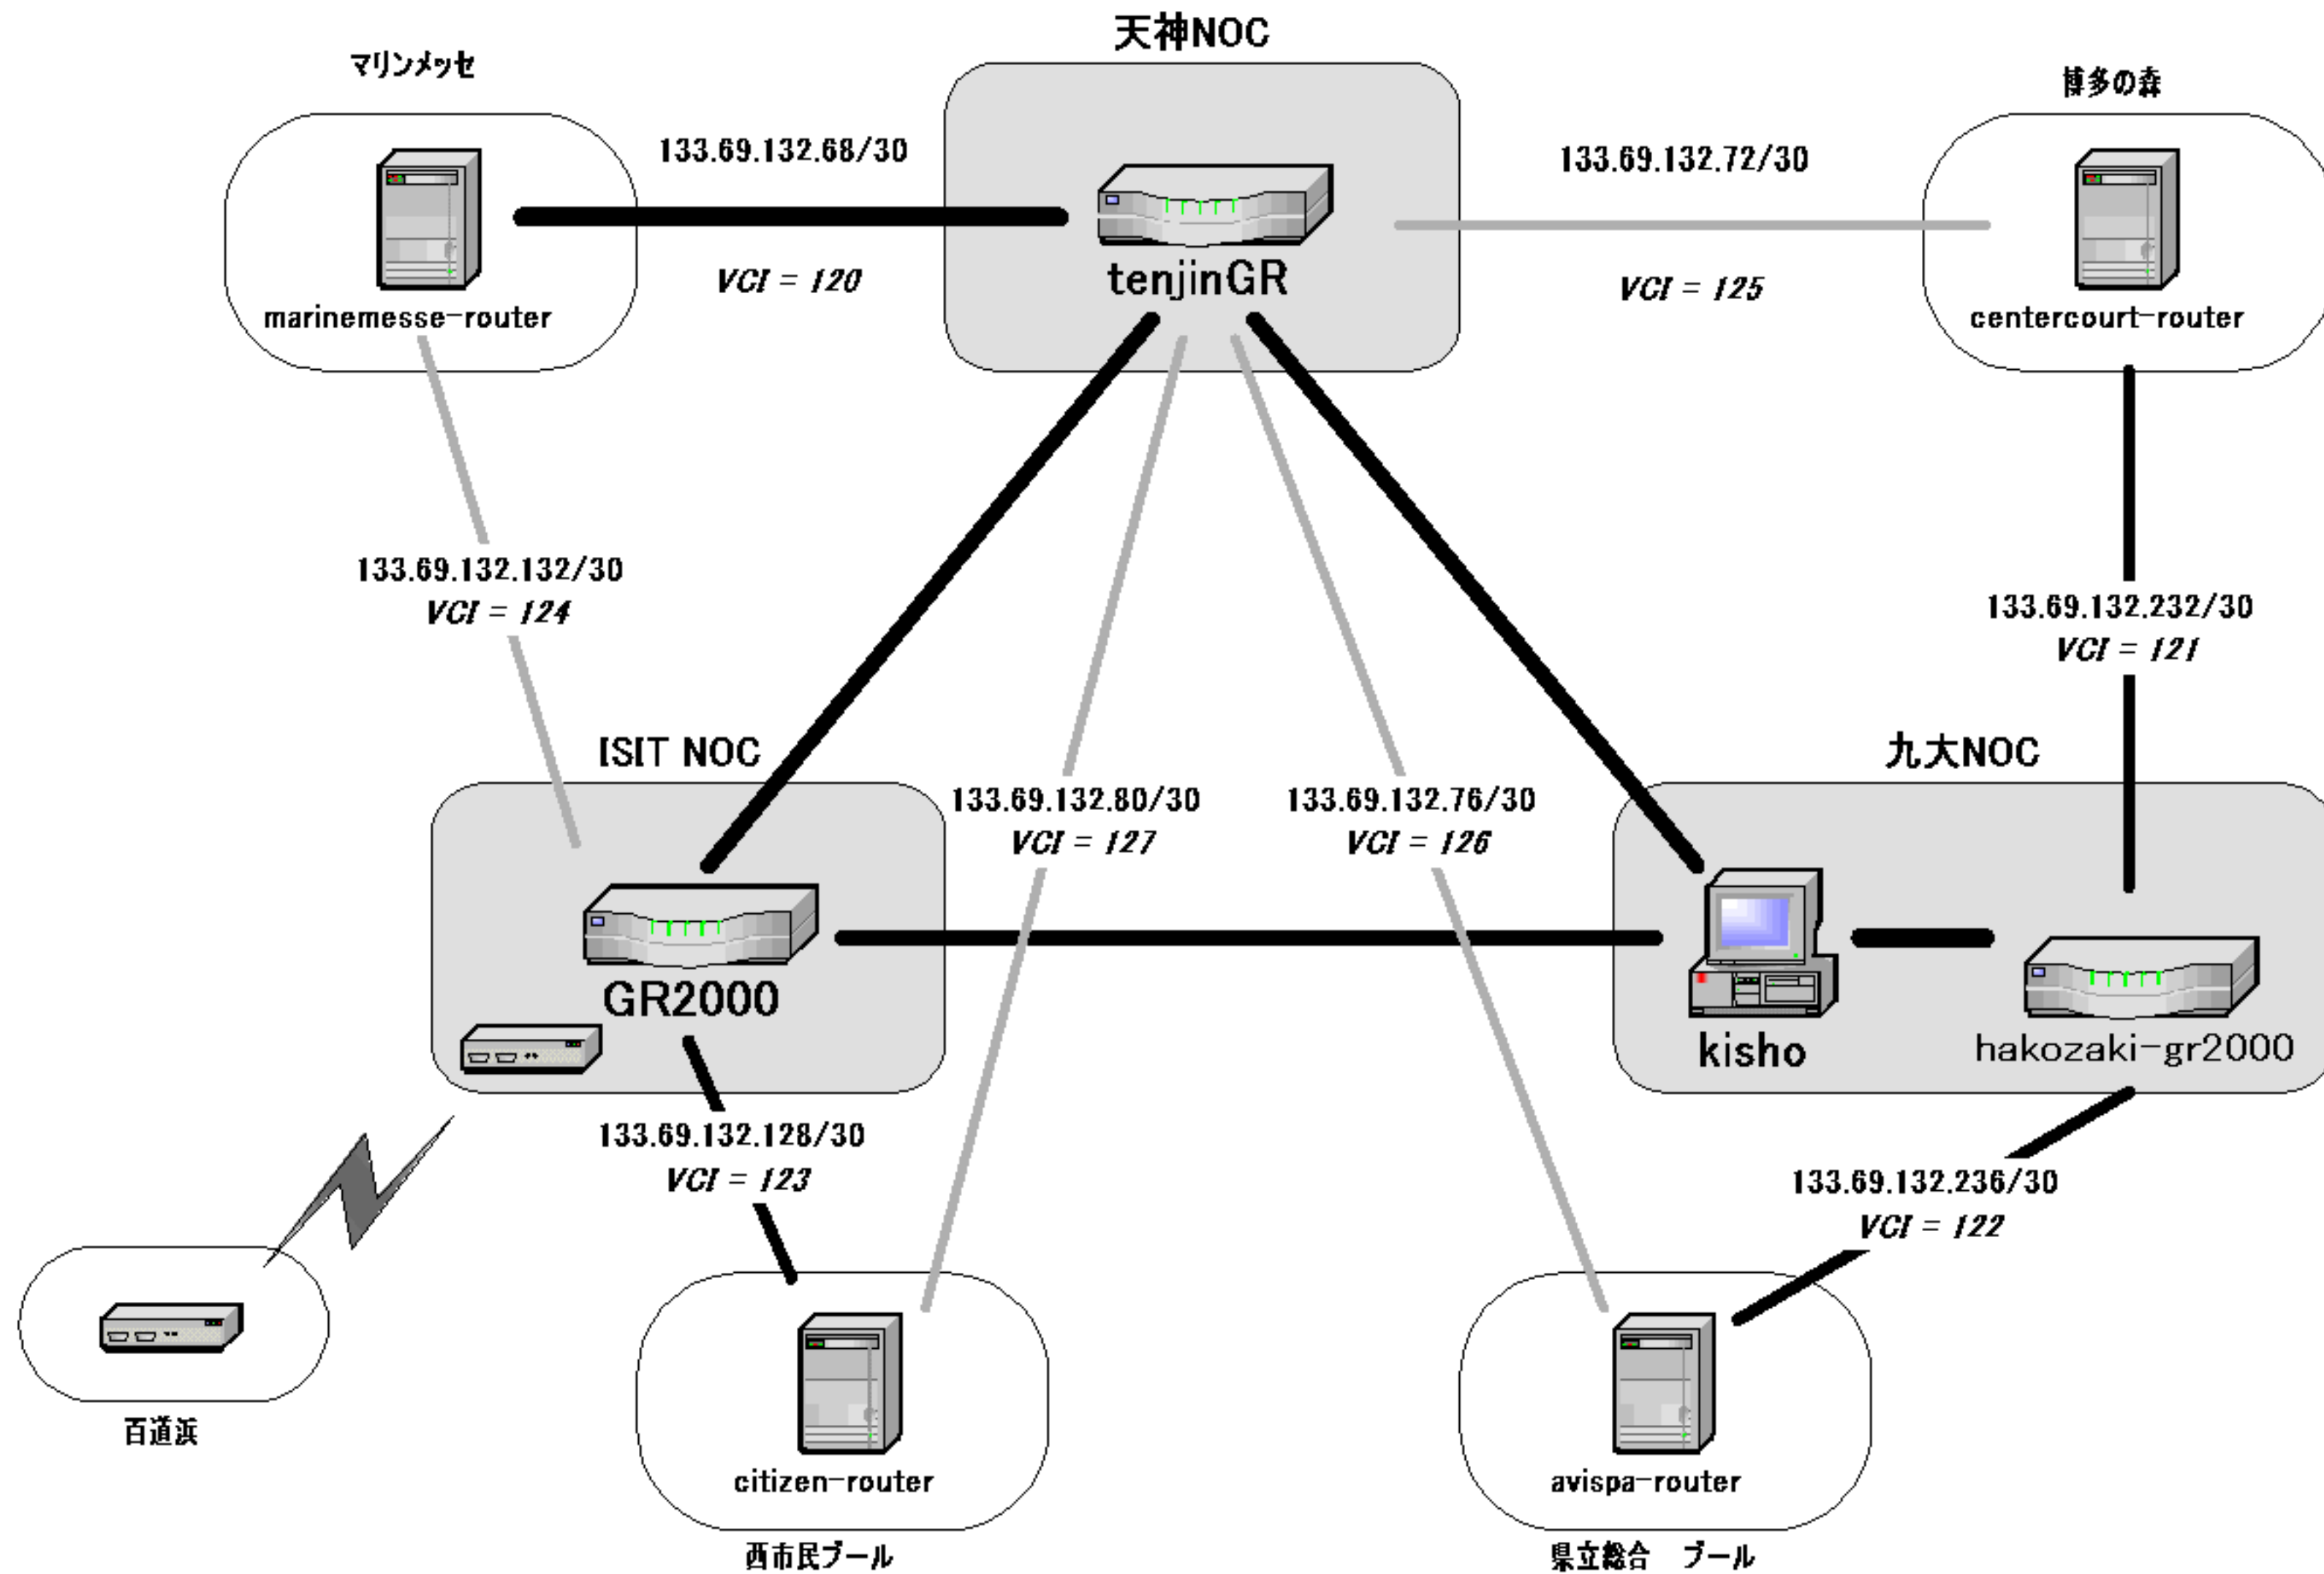 天神NOC
マリンメッセ
博多の森
133.69.132.68/30
133.69.132.72/30
tenjinGR
VCI = 120
VCI = 125
marinemesse-router
centercourt-router
133.69.132.132/30
VCI = 124
133.69.132.232/30
VCI = 121
ISIT NOC
九大NOC
133.69.132.80/30
VCI = 127
133.69.132.76/30
VCI = 126
GR2000
kisho
hakozaki-gr2000
133.69.132.128/30
VCI = 123
133.69.132.236/30
VCI = 122
百道浜
citizen-router
avispa-router
西市民プール
県立総合　プール